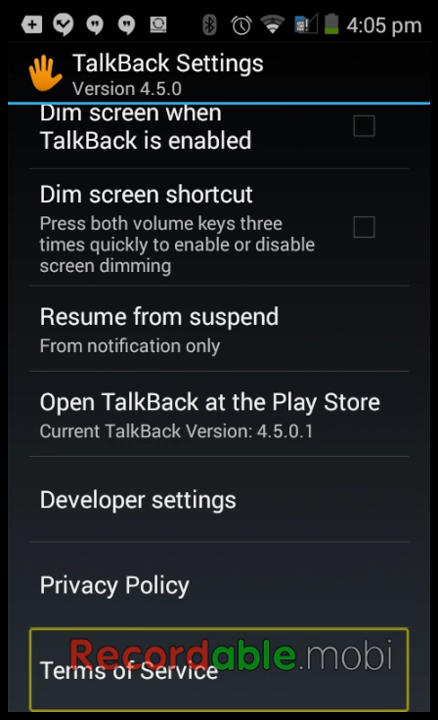 4:05 pm
TalkBack Settings
Version 4.5.0
Dim screen when
TalkBack is enabled
Dim screen shortcut
Press both volume keys three
times quickly to enable or disable
screen dimming
Resume from suspend
From notification only
Open TalkBack at the Play Store
Current TalkBack Version: 4.5.0.1
Developer settings
Privacy Policy
Recordable.mobi
Terms of Service